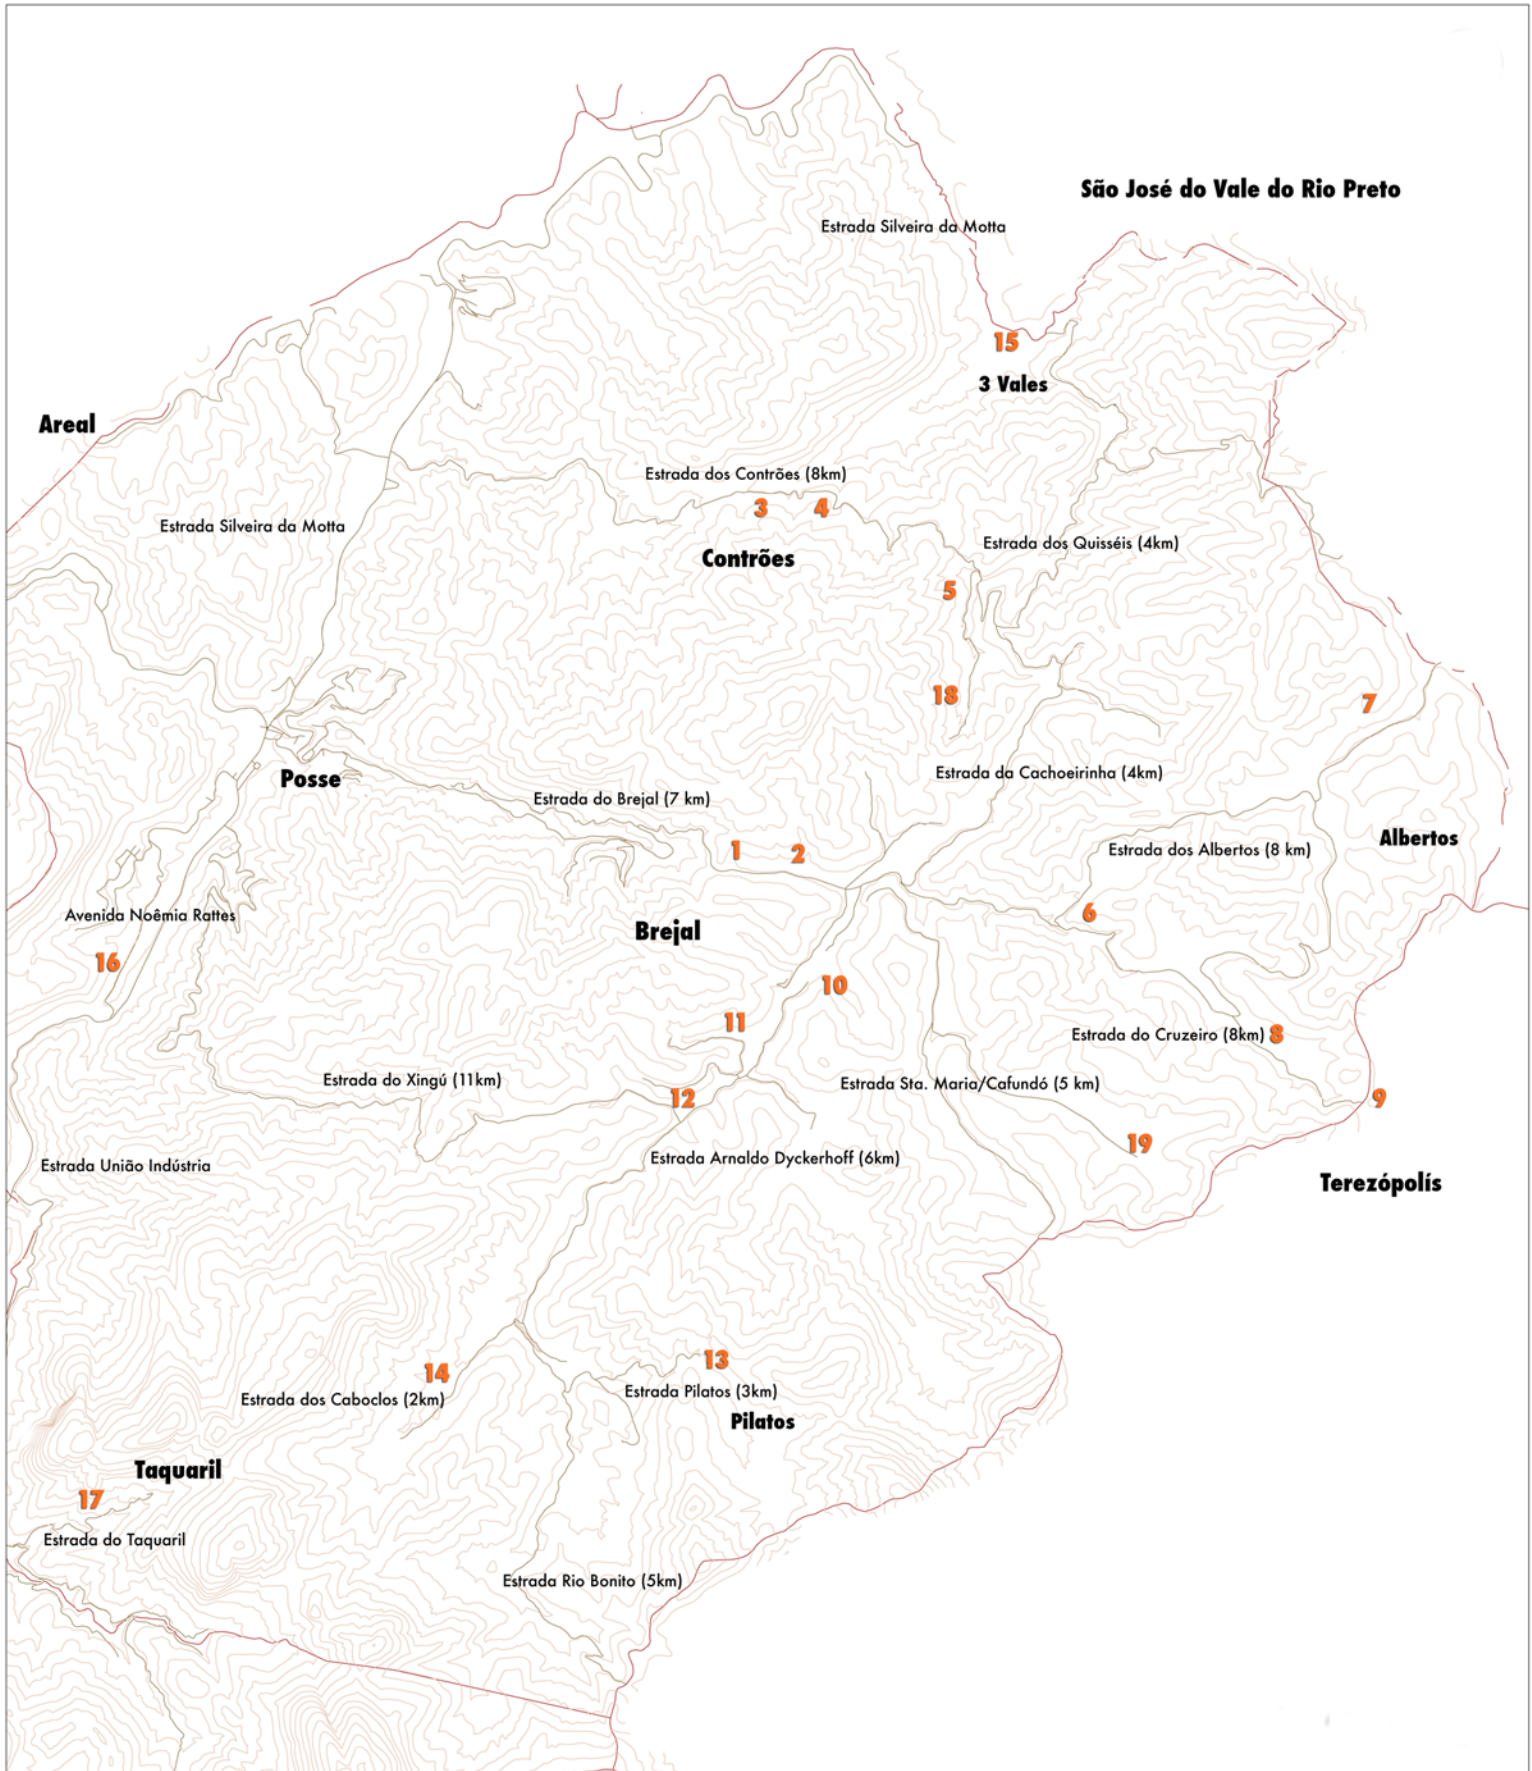 São José do Vale do Rio Preto
Estrada Silveira da Motta
15
3 Vales
Areal
Estrada dos Contrões (8km)
3
4
Estrada Silveira da Motta
Estrada dos Quisséis (4km)
Contrões
5
18
7
Estrada da Cachoeirinha (4km)
Posse
Estrada do Brejal (7 km)
Albertos
1
2
Estrada dos Albertos (8 km)
Avenida Noêmia Rattes
6
Brejal
16
10
11
Estrada do Cruzeiro (8km)
8
Estrada do Xingú (11km)
Estrada Sta. Maria/Cafundó (5 km)
12
9
19
Estrada Arnaldo Dyckerhoff (6km)
Estrada União Indústria
Terezópolís
13
14
Estrada Pilatos (3km)
Estrada dos Caboclos (2km)
Pilatos
Taquaril
17
Estrada do Taquaril
Estrada Rio Bonito (5km)